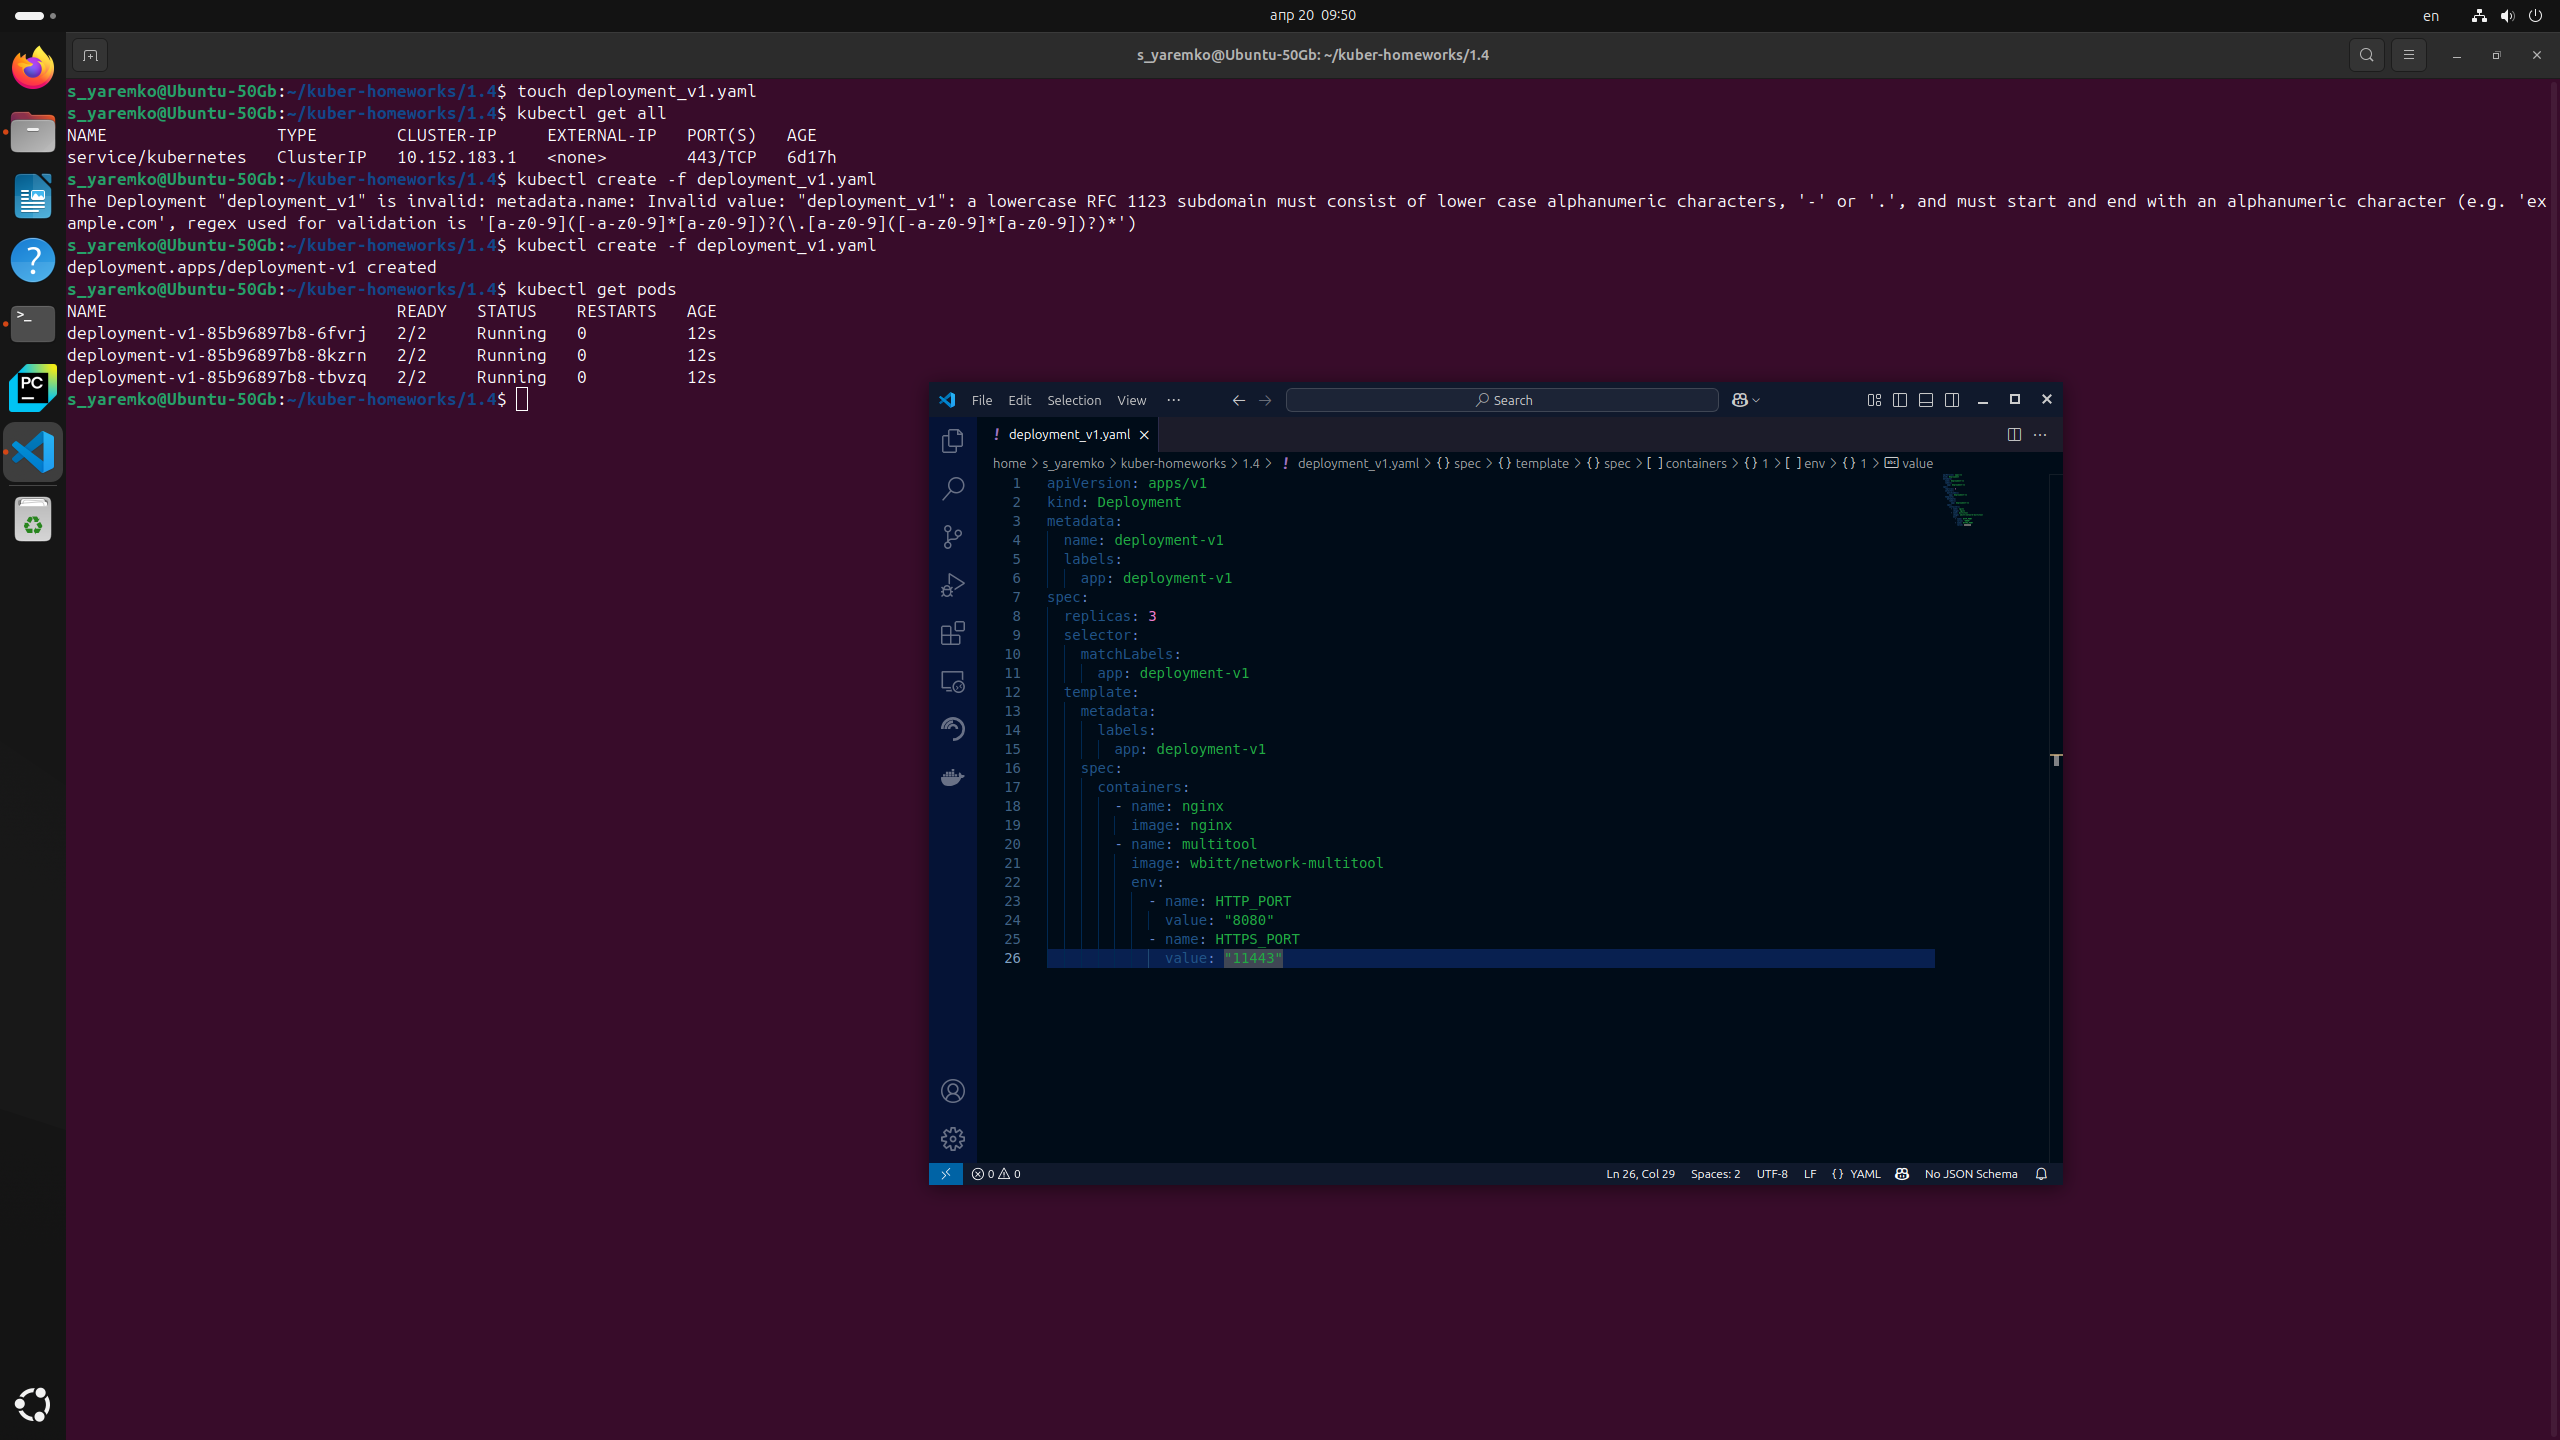 апр 20 09:50
en
s_yaremko@Ubuntu-50Gb: ~/kuber-homeworks/1.4
s_yaremko@Ubuntu-50Gb:~/kuber-homeworks/1.4$ touch deployment_v1.yaml
s_yaremko@Ubuntu-50Gb:~/kuber-homeworks/1.4$ kubectl get all
NAME TYPE CLUSTER-IP EXTERNAL-IP PORT(S) AGE
service/kubernetes ClusterIP 10.152.183.1 <none> 443/TCP 6d17h
s_yaremko@Ubuntu-50Gb:~/kuber-homeworks/1.4$ kubectl create -f deployment_v1.yaml
The Deployment "deployment_v1" is invalid: metadata.name: Invalid value: "deployment_v1": a lowercase RFC 1123 subdomain must consist of lower case alphanumeric characters, '-' or '.', and must start and end with an alphanumeric character (e.g. 'ex
ample.com', regex used for validation is '[a-z0-9]([-a-z0-9]*[a-z0-9])?(\.[a-z0-9]([-a-z0-9]*[a-z0-9])?)*')
s_yaremko@Ubuntu-50Gb:~/kuber-homeworks/1.4$ kubectl create -f deployment_v1.yaml
deployment.apps/deployment-v1 created
s_yaremko@Ubuntu-50Gb:~/kuber-homeworks/1.4$ kubectl get pods
NAME READY STATUS RESTARTS AGE
deployment-v1-85b96897b8-6fvrj 2/2 Running 0 12s
deployment-v1-85b96897b8-8kzrn 2/2 Running 0 12s
deployment-v1-85b96897b8-tbvzq 2/2 Running 0 12s
s_yaremko@Ubuntu-50Gb:~/kuber-homeworks/1.4$
PC
File Edit Selection View ··· Search
! deployment_v1.yaml
home > s_yaremko > kuber-homeworks > 1.4 > ! deployment_v1.yaml > {} spec > {} template > {} spec > [ ] containers > {} 1 > [ ] env > {} 1 > value
1 apiVersion: apps/v1
2 kind: Deployment
3 metadata:
4 name: deployment-v1
5 labels:
6 app: deployment-v1
7 spec:
8 replicas: 3
9 selector:
10 matchLabels:
11 app: deployment-v1
12 template:
13 metadata:
14 labels:
15 app: deployment-v1
16 spec:
17 containers:
18 - name: nginx
19 image: nginx
20 - name: multitool
21 image: wbitt/network-multitool
22 env:
23 - name: HTTP_PORT
24 value: "8080"
25 - name: HTTPS_PORT
26 value: "11443"
0 0 Ln 26, Col 29 Spaces: 2 UTF-8 LF {} YAML No JSON Schema